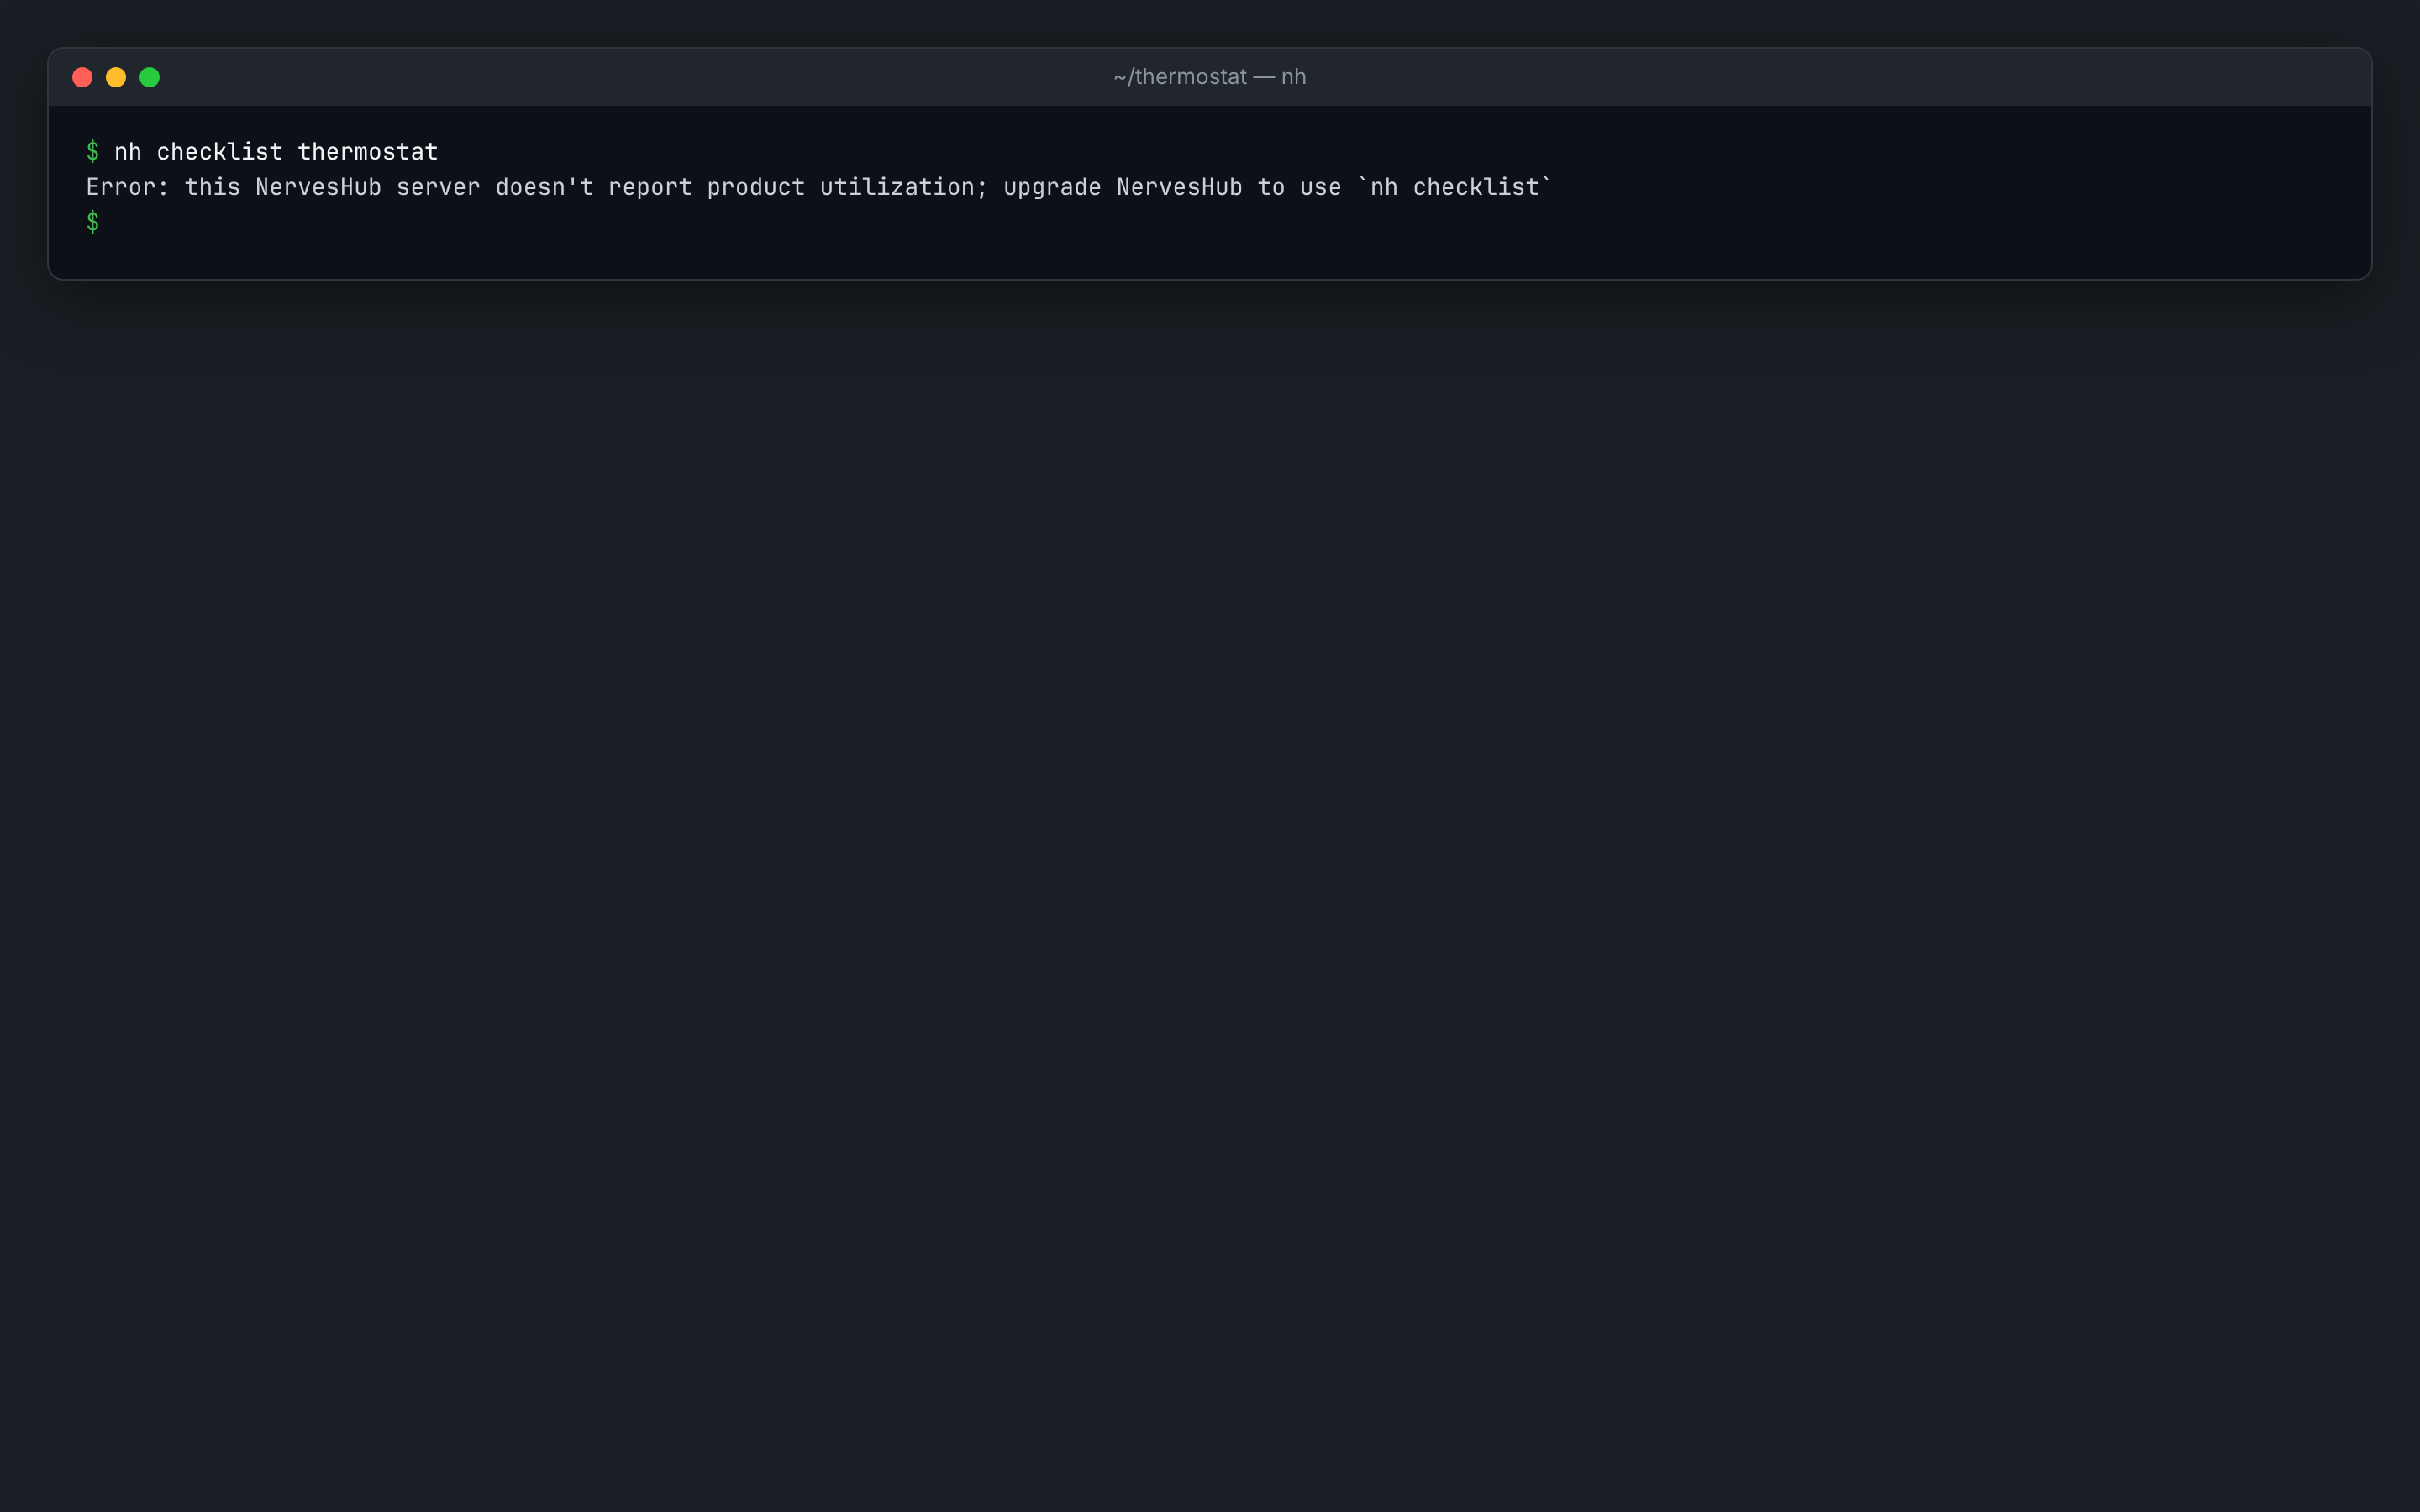 ~/thermostat — nh
$ nh checklist thermostat
Error: this NervesHub server doesn't report product utilization; upgrade NervesHub to use `nh checklist`
$